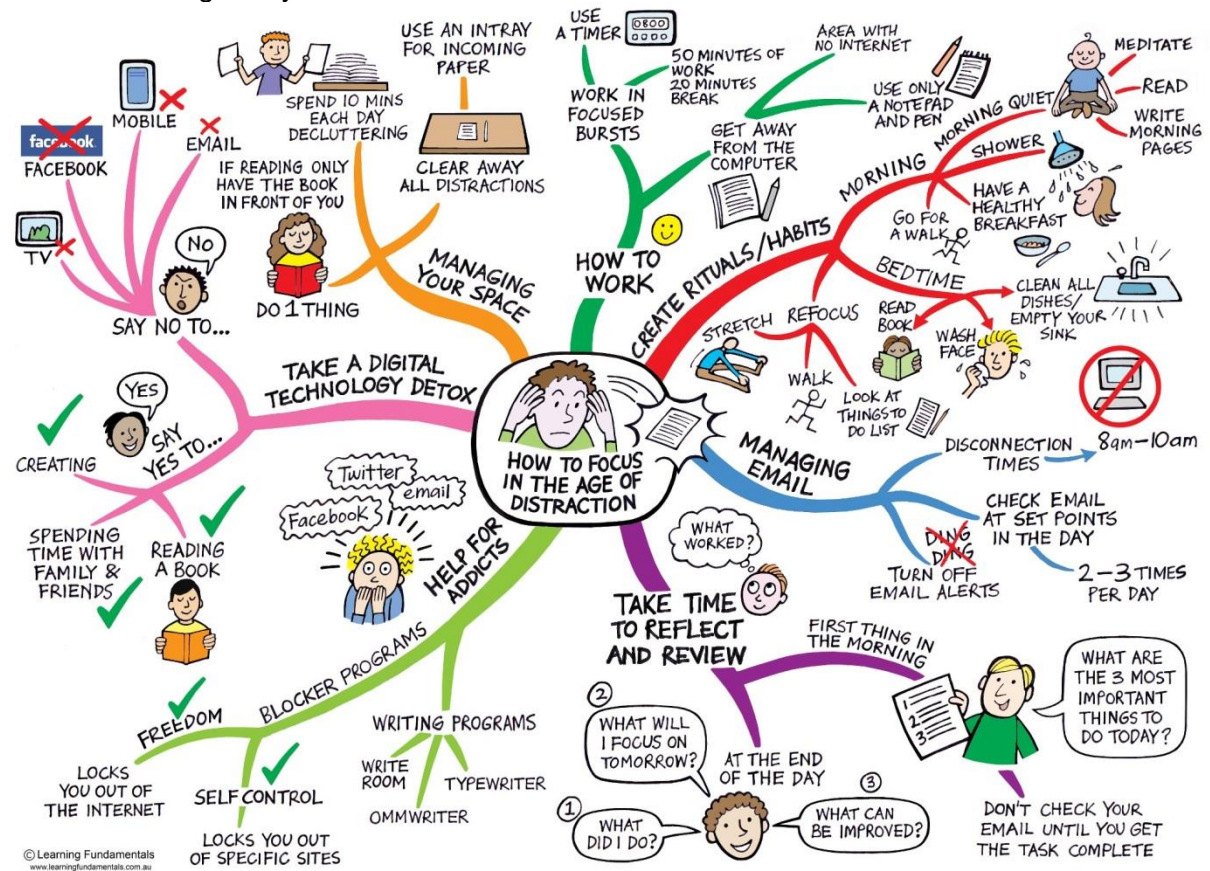 HOW TO FOCUS
IN THE AGE OF
DISTRACTION
HOW TO
WORK
WORK IN
FOCUSED
BURSTS
USE
A TIMER
0800
50 MINUTES OF
WORK
20 MINUTES
BREAK
GET AWAY
FROM THE
COMPUTER
AREA WITH
NO INTERNET
USE ONLY
A NOTEPAD
AND PEN
CREATE RITUALS/HABITS
MORNING
MORNING QUIET
MEDITATE
READ
WRITE
MORNING
PAGES
SHOWER
HAVE A
HEALTHY
BREAKFAST
GO FOR
A WALK
BEDTIME
CLEAN ALL
DISHES/
EMPTY YOUR
SINK
WASH
FACE
READ
BOOK
REFOCUS
STRETCH
WALK
LOOK AT
THINGS TO
DO LIST
MANAGING
EMAIL
DISCONNECTION
TIMES
8am-10am
CHECK EMAIL
AT SET POINTS
IN THE DAY
2-3 TIMES
PER DAY
DING
DING
TURN OFF
EMAIL ALERTS
TAKE TIME
TO REFLECT
AND REVIEW
WHAT
WORKED?
FIRST THING IN
THE MORNING
1
2
3
WHAT ARE
THE 3 MOST
IMPORTANT
THINGS TO
DO TODAY?
DON'T CHECK YOUR
EMAIL UNTIL YOU GET
THE TASK COMPLETE
AT THE END
OF THE DAY
1
WHAT
DID I DO?
2
WHAT WILL
I FOCUS ON
TOMORROW?
3
WHAT CAN
BE IMPROVED?
HELP FOR
ADDICTS
Twitter
email
Facebook
WRITING PROGRAMS
WRITE
ROOM
OMMWRITER
TYPEWRITER
BLOCKER PROGRAMS
FREEDOM
LOCKS
YOU OUT OF
THE INTERNET
SELF CONTROL
LOCKS YOU OUT
OF SPECIFIC SITES
TAKE A DIGITAL
TECHNOLOGY DETOX
SAY
YES TO...
YES
CREATING
SPENDING
TIME WITH
FAMILY &
FRIENDS
READING
A BOOK
SAY NO TO...
NO
TV
facebook
FACEBOOK
MOBILE
EMAIL
MANAGING
YOUR SPACE
DO 1 THING
IF READING ONLY
HAVE THE BOOK
IN FRONT OF YOU
SPEND 10 MINS
EACH DAY
DECLUTTERING
CLEAR AWAY
ALL DISTRACTIONS
USE AN INTRAY
FOR INCOMING
PAPER
© Learning Fundamentals
www.learningfundamentals.com.au